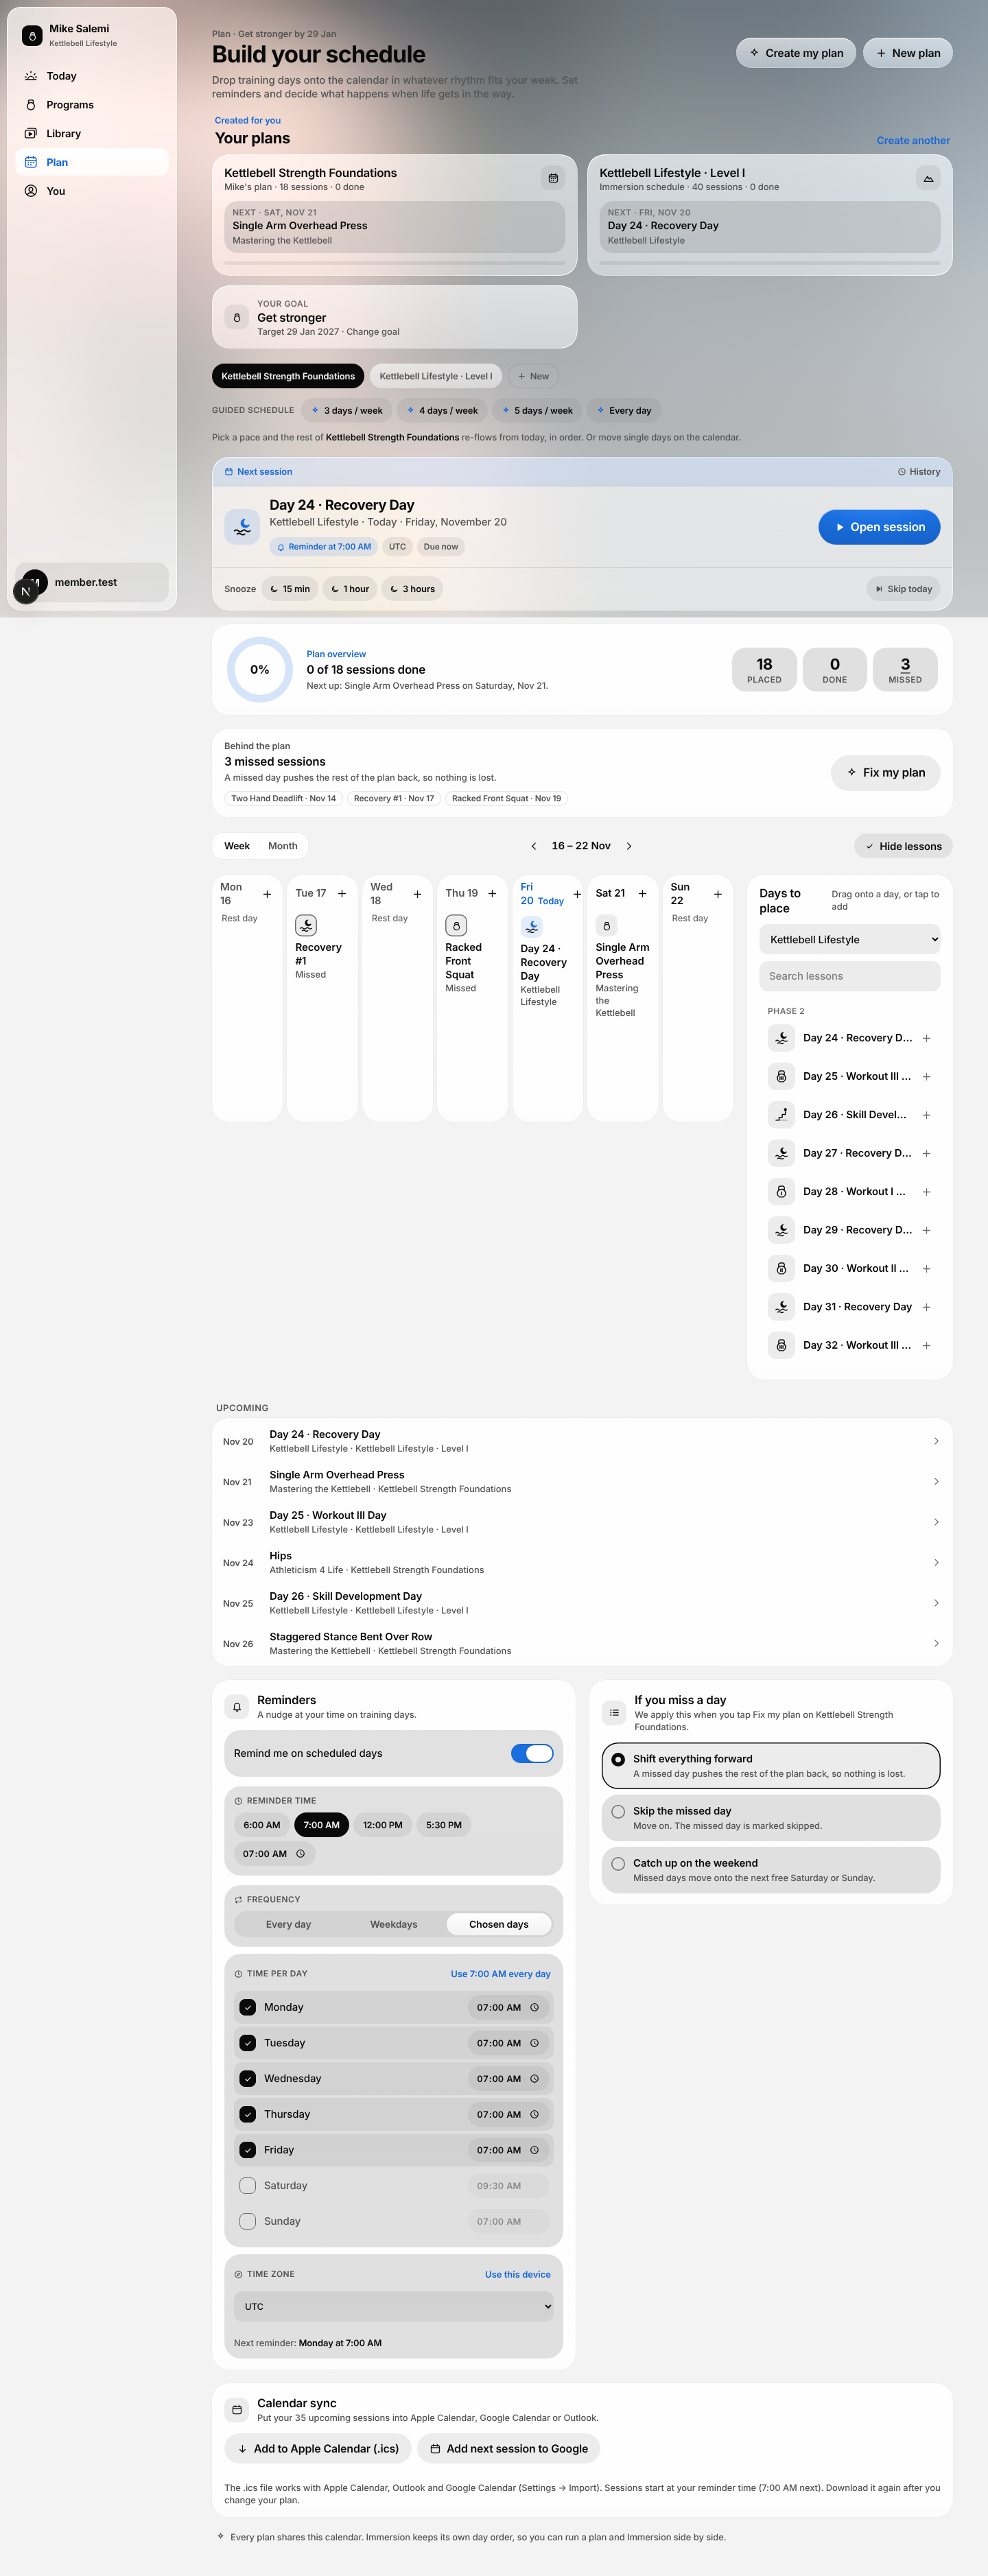 Mike Salemi
Kettlebell Lifestyle
Today
Programs
Library
Plan
You
member.test
Plan · Get stronger by 29 Jan
Build your schedule
Drop training days onto the calendar in whatever rhythm fits your week. Set
reminders and decide what happens when life gets in the way.
Create my plan
New plan
Created for you
Your plans
Create another
Kettlebell Strength Foundations
Mike's plan · 18 sessions · 0 done
NEXT · SAT, NOV 21
Single Arm Overhead Press
Mastering the Kettlebell
Kettlebell Lifestyle · Level I
Immersion schedule · 40 sessions · 0 done
NEXT · FRI, NOV 20
Day 24 · Recovery Day
Kettlebell Lifestyle
YOUR GOAL
Get stronger
Target 29 Jan 2027 · Change goal
Kettlebell Strength Foundations
Kettlebell Lifestyle · Level I
New
GUIDED SCHEDULE
3 days / week
4 days / week
5 days / week
Every day
Pick a pace and the rest of Kettlebell Strength Foundations re-flows from today, in order. Or move single days on the calendar.
Next session
History
Day 24 · Recovery Day
Kettlebell Lifestyle · Today · Friday, November 20
Reminder at 7:00 AM
UTC
Due now
Open session
Snooze
15 min
1 hour
3 hours
Skip today
0%
Plan overview
0 of 18 sessions done
Next up: Single Arm Overhead Press on Saturday, Nov 21.
18
PLACED
0
DONE
3
MISSED
Behind the plan
3 missed sessions
A missed day pushes the rest of the plan back, so nothing is lost.
Two Hand Deadlift · Nov 14
Recovery #1 · Nov 17
Racked Front Squat · Nov 19
Fix my plan
Week
Month
16 – 22 Nov
Hide lessons
Mon
16
Rest day
Tue 17
Recovery
#1
Missed
Wed
18
Rest day
Thu 19
Racked
Front
Squat
Missed
Fri
20 Today
Day 24 ·
Recovery
Day
Kettlebell
Lifestyle
Sat 21
Single Arm
Overhead
Press
Mastering
the
Kettlebell
Sun
22
Rest day
Days to
place
Drag onto a day, or tap to
add
Kettlebell Lifestyle
Search lessons
PHASE 2
Day 24 · Recovery D...
Day 25 · Workout III ...
Day 26 · Skill Devel...
Day 27 · Recovery D...
Day 28 · Workout I ...
Day 29 · Recovery D...
Day 30 · Workout II ...
Day 31 · Recovery Day
Day 32 · Workout III ...
UPCOMING
Nov 20
Day 24 · Recovery Day
Kettlebell Lifestyle · Kettlebell Lifestyle · Level I
Nov 21
Single Arm Overhead Press
Mastering the Kettlebell · Kettlebell Strength Foundations
Nov 23
Day 25 · Workout III Day
Kettlebell Lifestyle · Kettlebell Lifestyle · Level I
Nov 24
Hips
Athleticism 4 Life · Kettlebell Strength Foundations
Nov 25
Day 26 · Skill Development Day
Kettlebell Lifestyle · Kettlebell Lifestyle · Level I
Nov 26
Staggered Stance Bent Over Row
Mastering the Kettlebell · Kettlebell Strength Foundations
Reminders
A nudge at your time on training days.
Remind me on scheduled days
REMINDER TIME
6:00 AM
7:00 AM
12:00 PM
5:30 PM
07:00 AM
FREQUENCY
Every day
Weekdays
Chosen days
TIME PER DAY
Use 7:00 AM every day
Monday
07:00 AM
Tuesday
07:00 AM
Wednesday
07:00 AM
Thursday
07:00 AM
Friday
07:00 AM
Saturday
09:30 AM
Sunday
07:00 AM
TIME ZONE
Use this device
UTC
Next reminder: Monday at 7:00 AM
If you miss a day
We apply this when you tap Fix my plan on Kettlebell Strength
Foundations.
Shift everything forward
A missed day pushes the rest of the plan back, so nothing is lost.
Skip the missed day
Move on. The missed day is marked skipped.
Catch up on the weekend
Missed days move onto the next free Saturday or Sunday.
Calendar sync
Put your 35 upcoming sessions into Apple Calendar, Google Calendar or Outlook.
Add to Apple Calendar (.ics)
Add next session to Google
The .ics file works with Apple Calendar, Outlook and Google Calendar (Settings → Import). Sessions start at your reminder time (7:00 AM next). Download it again after you
change your plan.
Every plan shares this calendar. Immersion keeps its own day order, so you can run a plan and Immersion side by side.